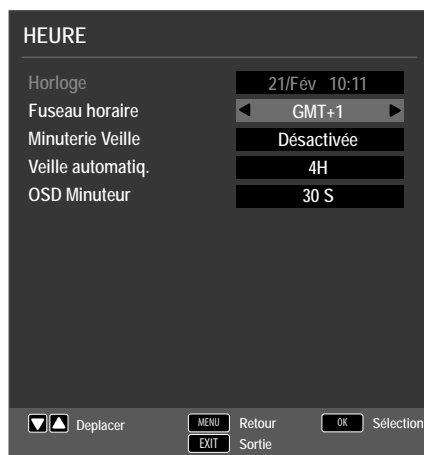 HEURE
Horloge 21/Fév 10:11
Fuseau horaire GMT+1
Minuterie Veille Désactivée
Veille automatiq. 4H
OSD Minuteur 30 S
Deplacer MENU Retour OK Sélection
EXIT Sortie